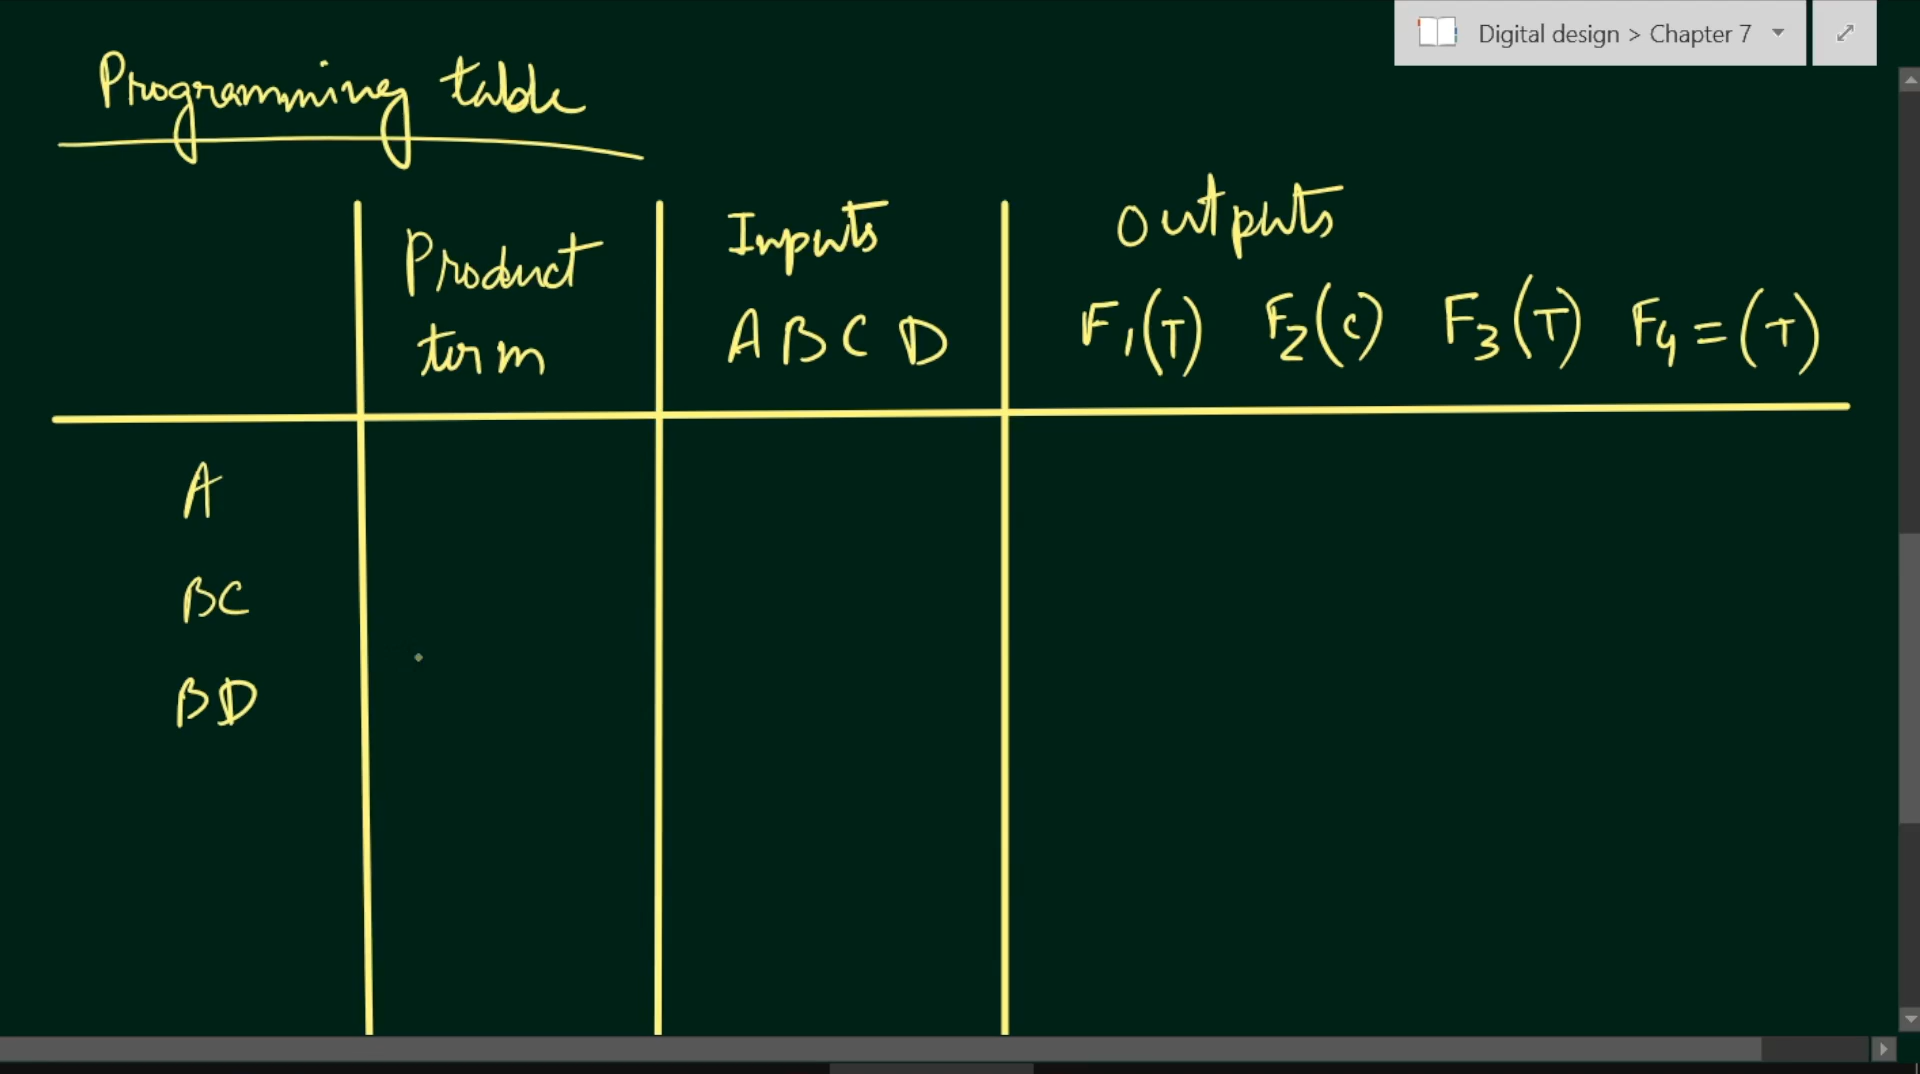 Digital design > Chapter 7
Programming table
Product term
Inputs
A B C D
Outputs
F1(T) F2(C) F3(T) F4=(T)
A
BC
BD